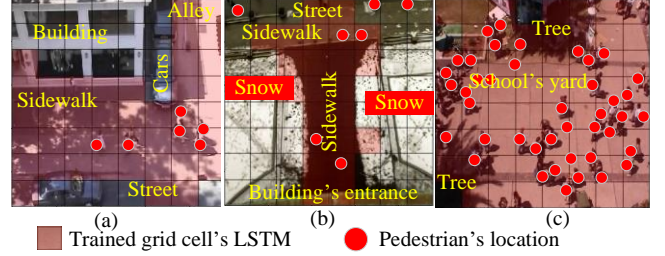 Alley
Building
Cars
Sidewalk
Street
(a)
Street
Sidewalk
Snow
Snow
Sidewalk
Building's entrance
(b)
Tree
School's yard
Tree
(c)
Trained grid cell's LSTM
Pedestrian's location